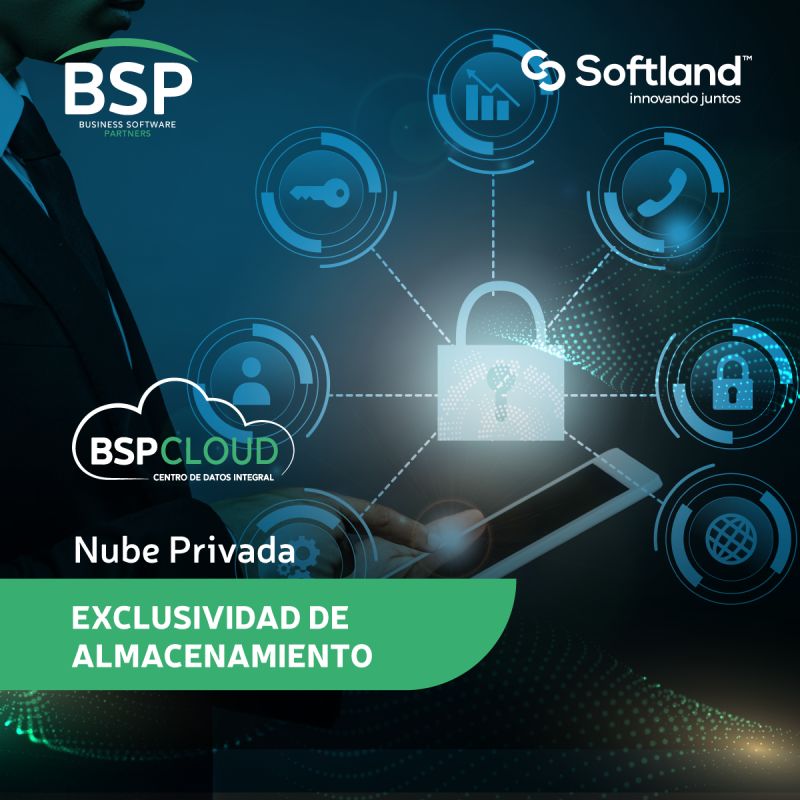 BSP
BUSINESS SOFTWARE
PARTNERS
Softland™
innovando juntos
BSPCLOUD
CENTRO DE DATOS INTEGRAL
Nube Privada
EXCLUSIVIDAD DE
ALMACENAMIENTO